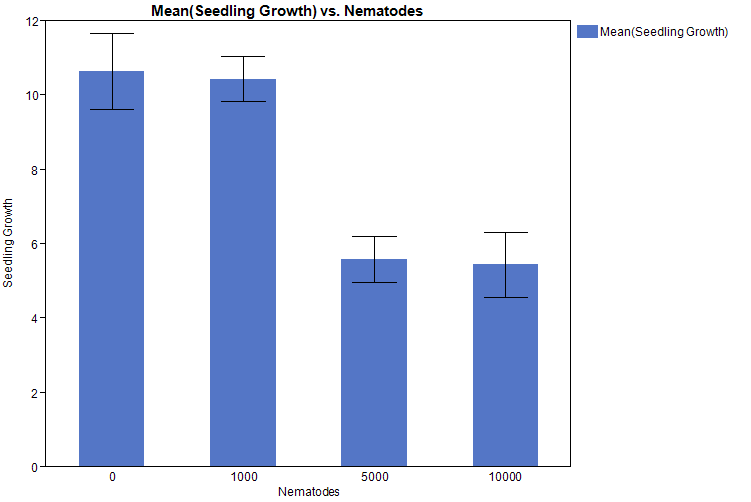 Mean(Seedling Growth) vs. Nematodes
Mean(Seedling Growth)
12
10
8
6
4
2
0
Seedling Growth
0 1000 5000 10000
Nematodes